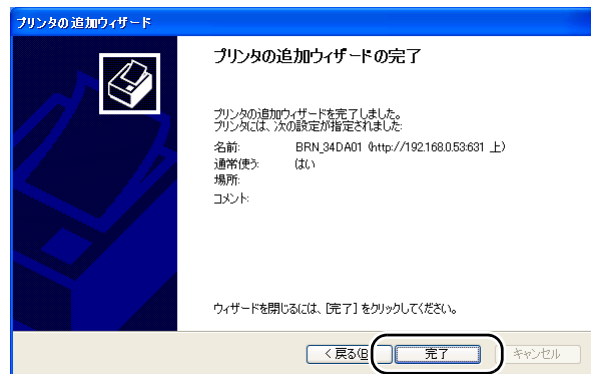 プリンタの追加ウィザード
プリンタの追加ウィザードの完了
プリンタの追加ウィザードを完了しました。
プリンタには、次の設定が指定されました:
名前: BRN_34DA01 (http://192.168.0.53:631 上)
通常使う: はい
場所:
コメント:
ウィザードを閉じるには、[完了] をクリックしてください。
< 戻る(B 完了 キャンセル